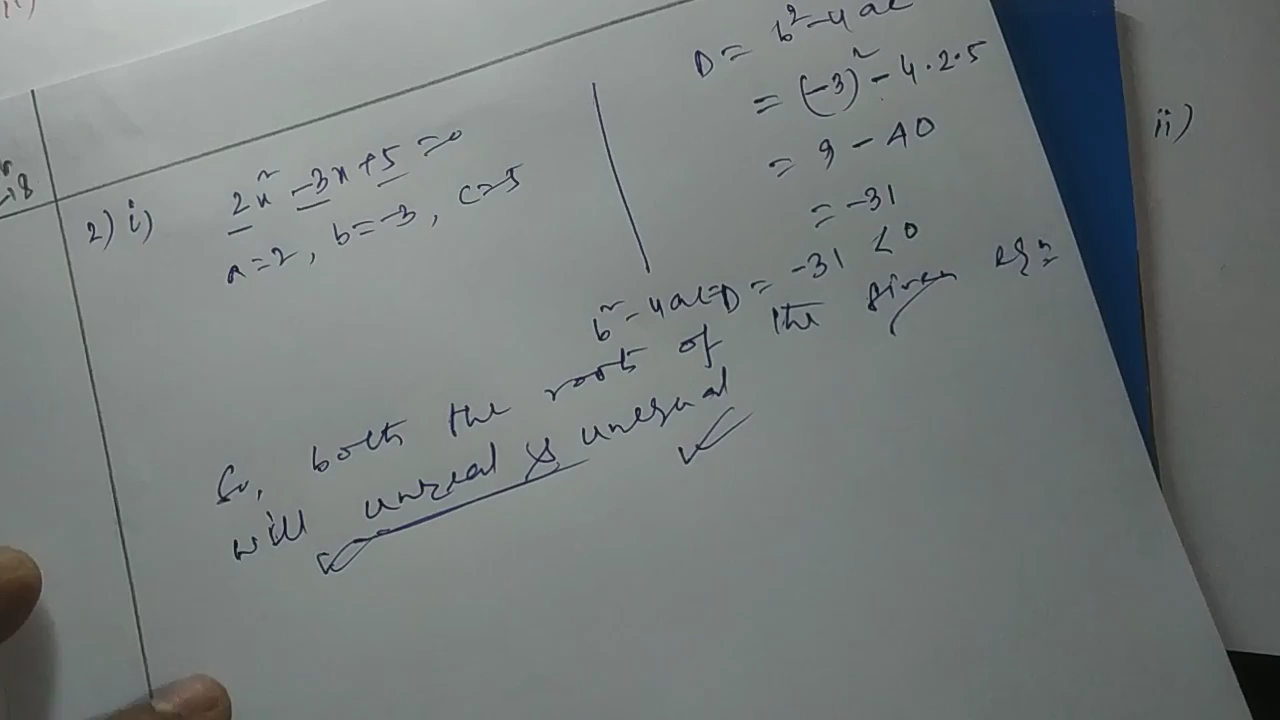 2) i) 2x² -3x+5=0
a=2, b=-3, c=5
D = b²-4ac
= (-3)² - 4·2·5
= 9 - 40
= -31
b²-4ac=D = -31 < 0
So, both the roots of the given eqn
will unreal & unequal
ii)